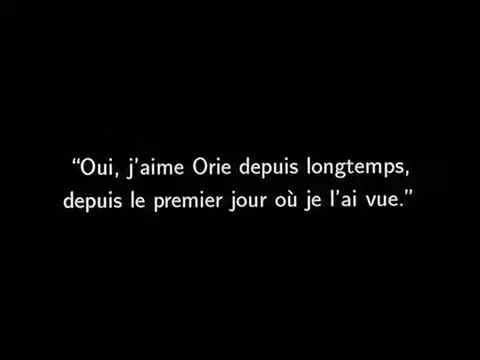 “Oui, j’aime Orie depuis longtemps,
depuis le premier jour où je l’ai vue.”